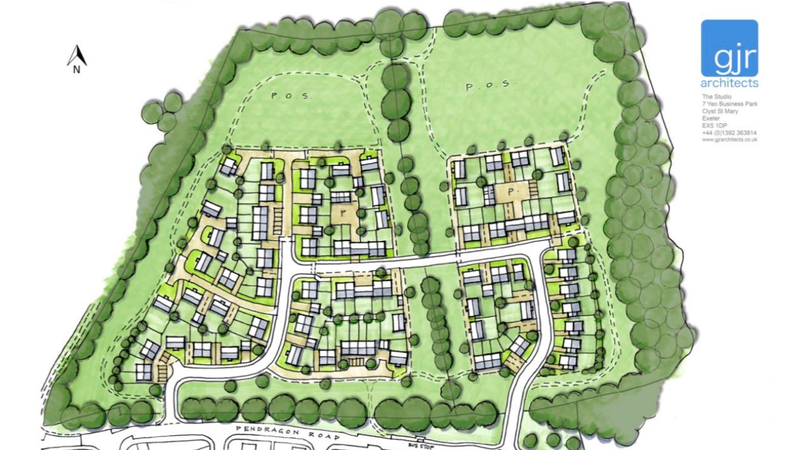 N
P.O.S.
P.O.S.
P.
P.
PENDRAGON ROAD
BUS STOP
gjr
architects
The Studio
7 Yeo Business Park
Clyst St Mary
Exeter
EX5 1DP
+44 (0)1392 363814
www.gjrarchitects.co.uk